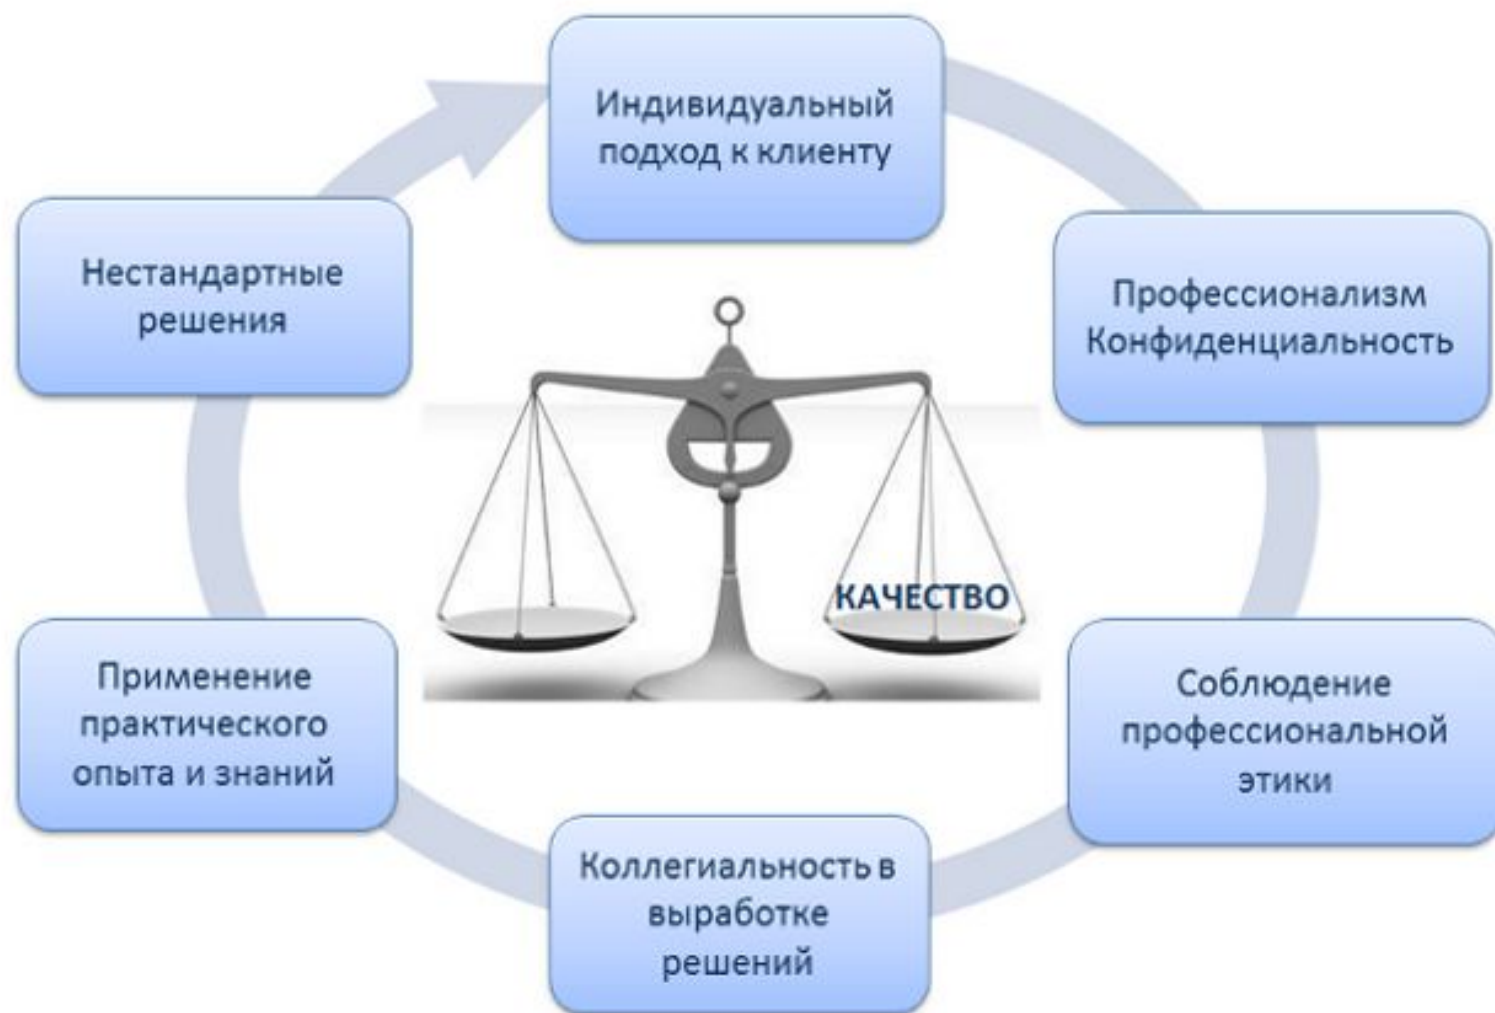 Индивидуальный
подход к клиенту
Профессионализм
Конфиденциальность
Соблюдение
профессиональной
этики
Коллегиальность в
выработке
решений
Применение
практического
опыта и знаний
Нестандартные
решения
КАЧЕСТВО